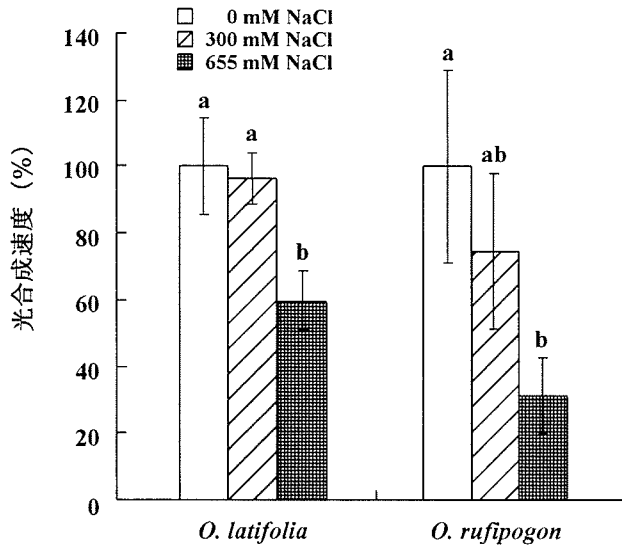 0 mM NaCl
300 mM NaCl
655 mM NaCl
140
120
100
80
60
40
20
0
光合成速度 (%)
a
a
b
a
ab
b
O. latifolia
O. rufipogon